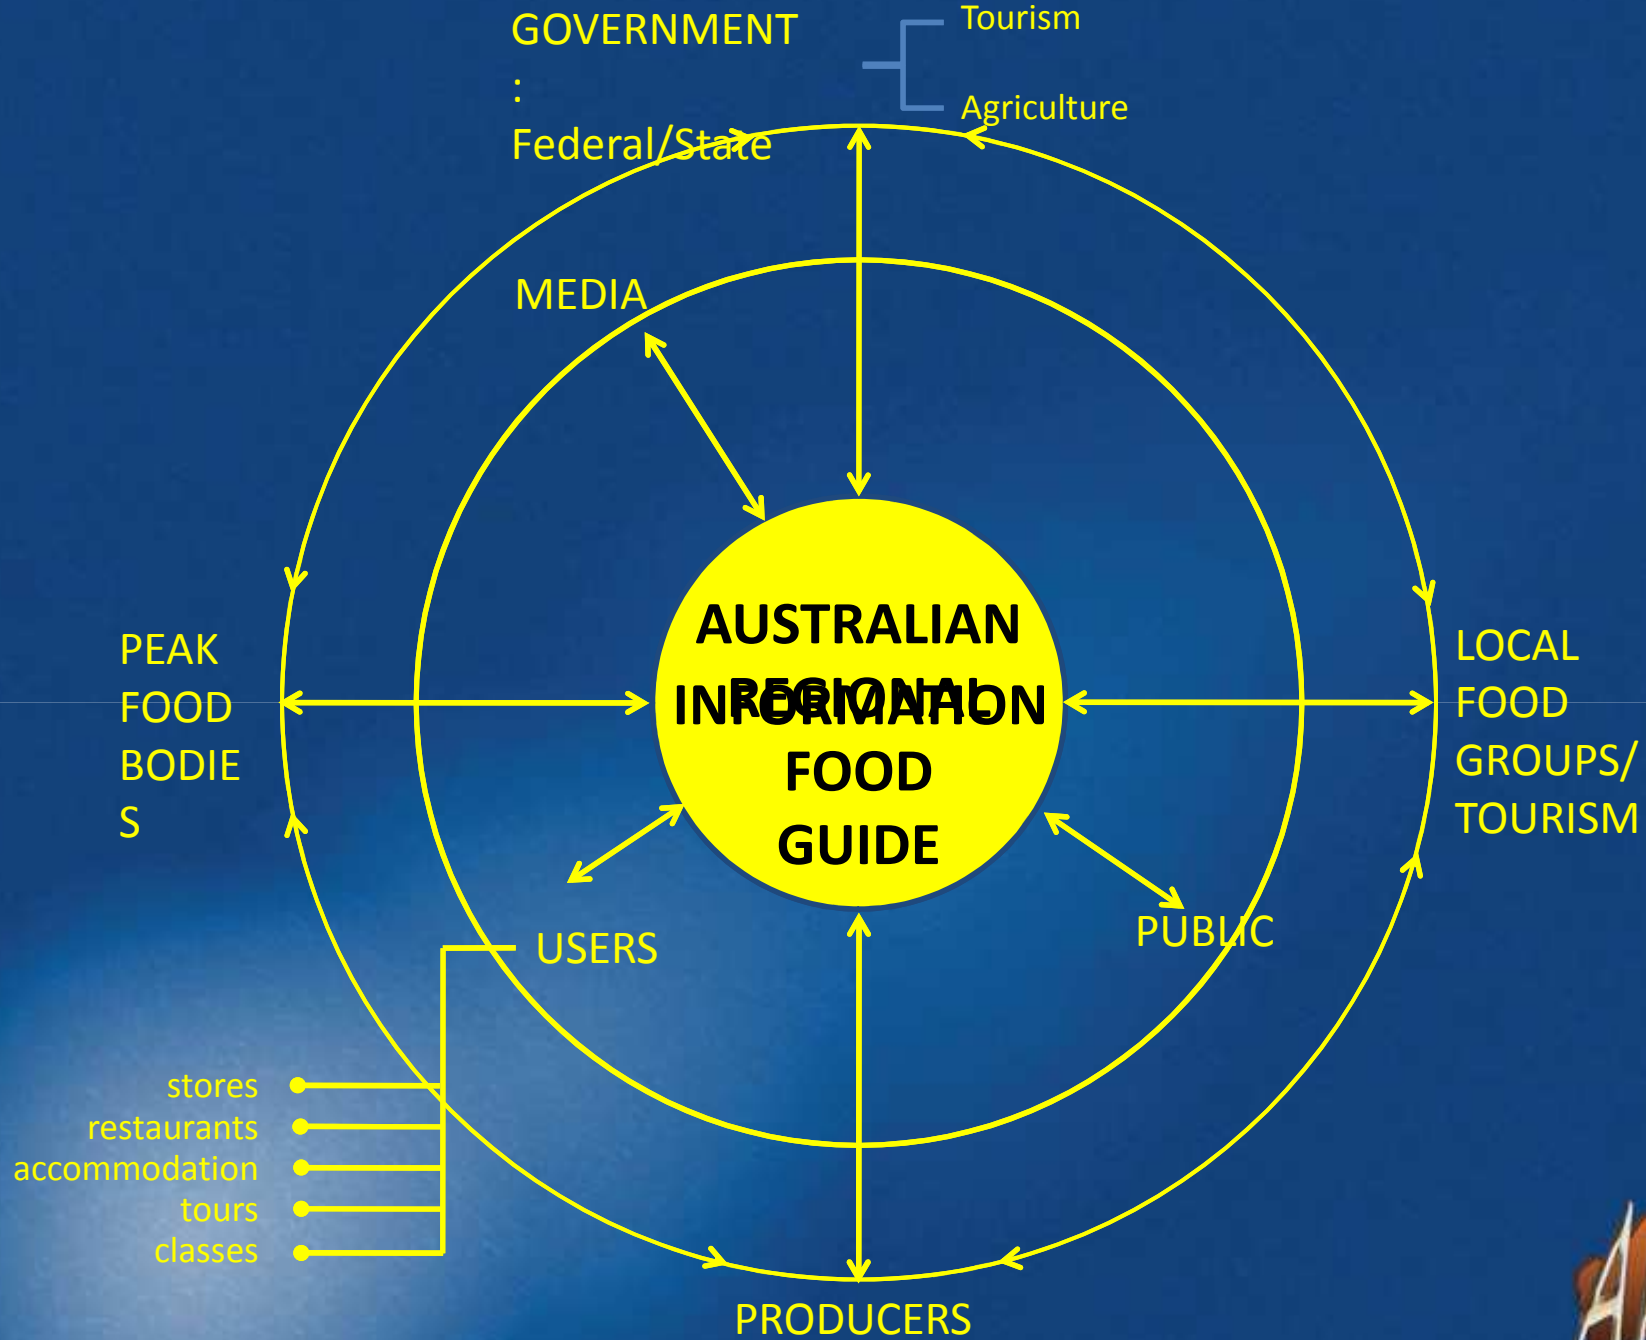 GOVERNMENT
:
Federal/State
Tourism
Agriculture
MEDIA
PEAK
FOOD
BODIE
S
AUSTRALIAN
REGIONAL
INFORMATION
FOOD
GUIDE
LOCAL
FOOD
GROUPS/
TOURISM
USERS
PUBLIC
stores
restaurants
accommodation
tours
classes
PRODUCERS